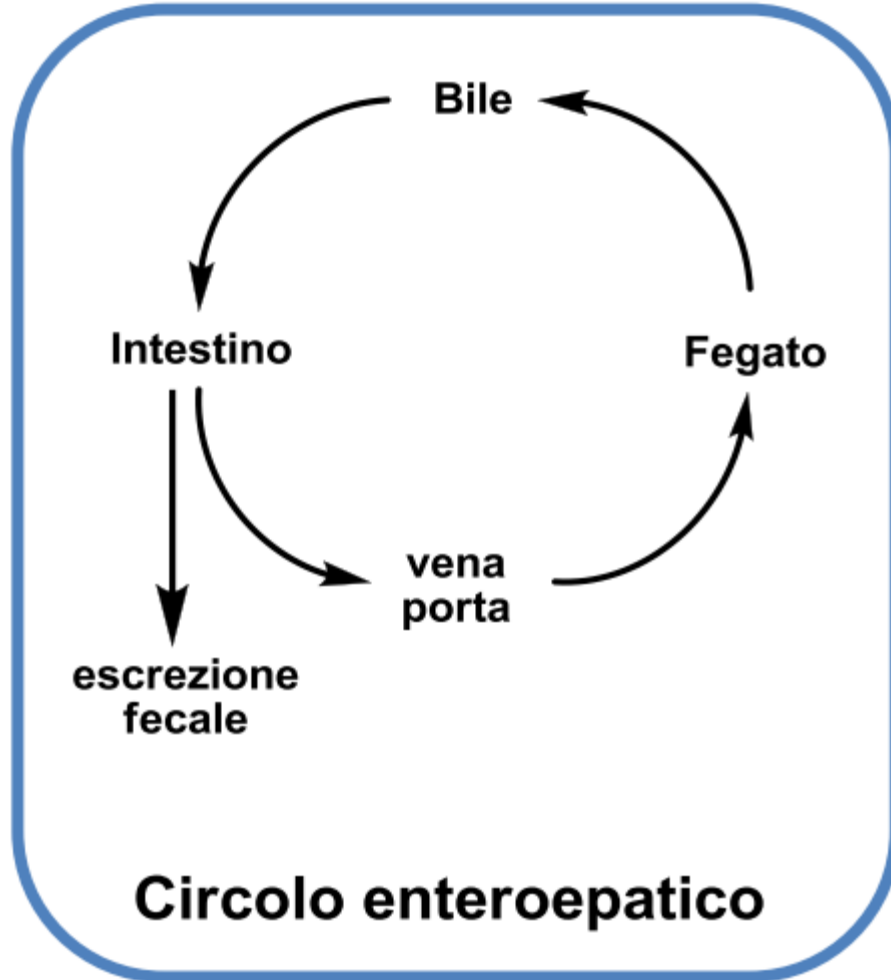 Bile
Intestino
Fegato
vena
porta
escrezione
fecale
Circolo enteroepatico